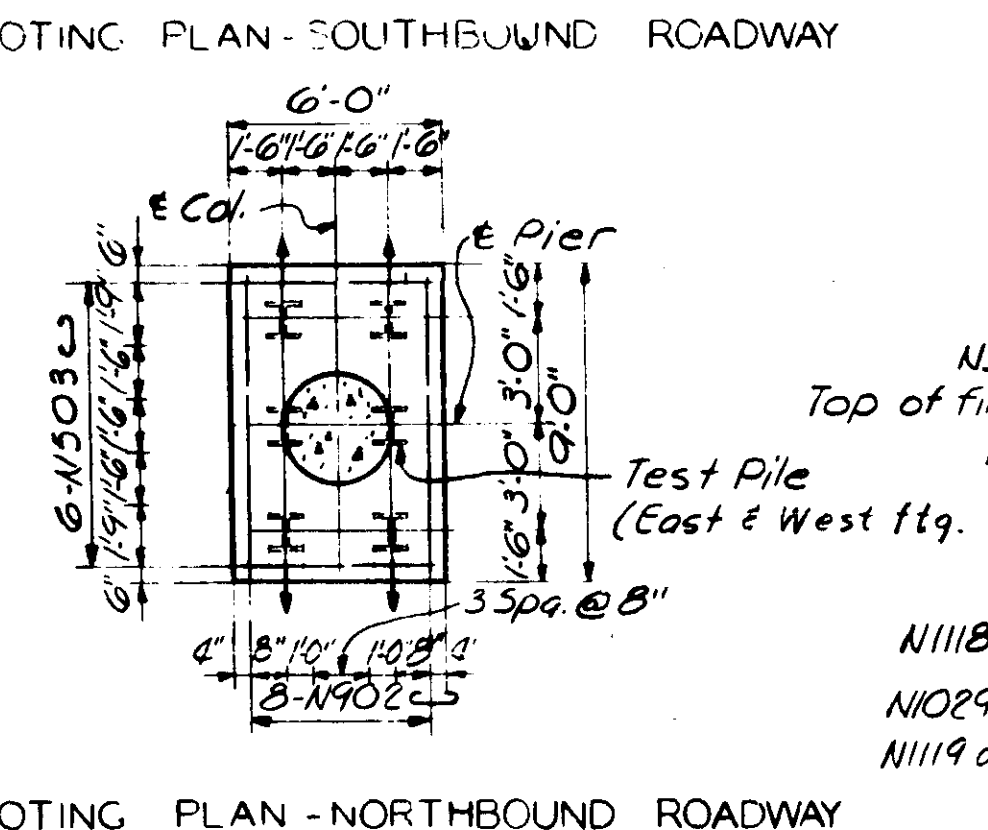 OTING PLAN-SOUTHBOUND ROADWAY
6'-0"
1'-6" 1'-6" 1'-6" 1'-6"
℄ Col.
℄ Pier
6" 1'-9" 1'-6" 1'-6" 1'-6" 1'-9" 6"
6-N503
1'-6" 3'-0" 3'-0" 1'-6"
9'-0"
Top of
Test Pile
(East & West ftg.
3 Spa. @ 8"
4" 8" 1'-0" 1'-0" 8" 4"
8-N902
N1118
N1029
N1119
OTING PLAN-NORTHBOUND ROADWAY